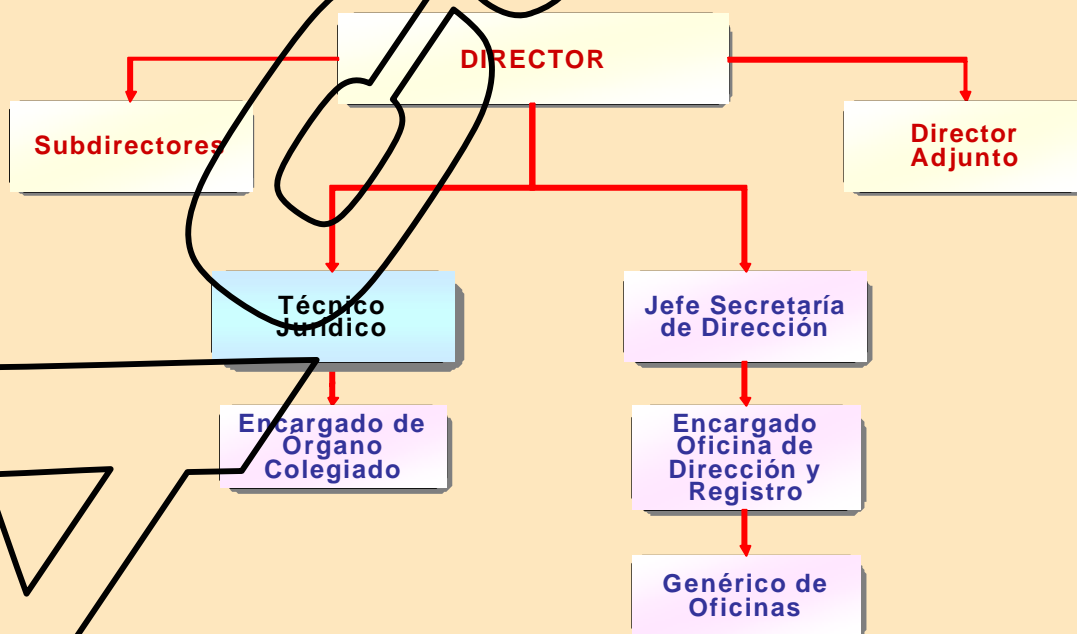 DIRECTOR
Subdirectores
Director
Adjunto
Técnico
Jurídico
Jefe Secretaría
de Dirección
Encargado de
Órgano
Colegiado
Encargado
Oficina de
Dirección y
Registro
Genérico de
Oficinas